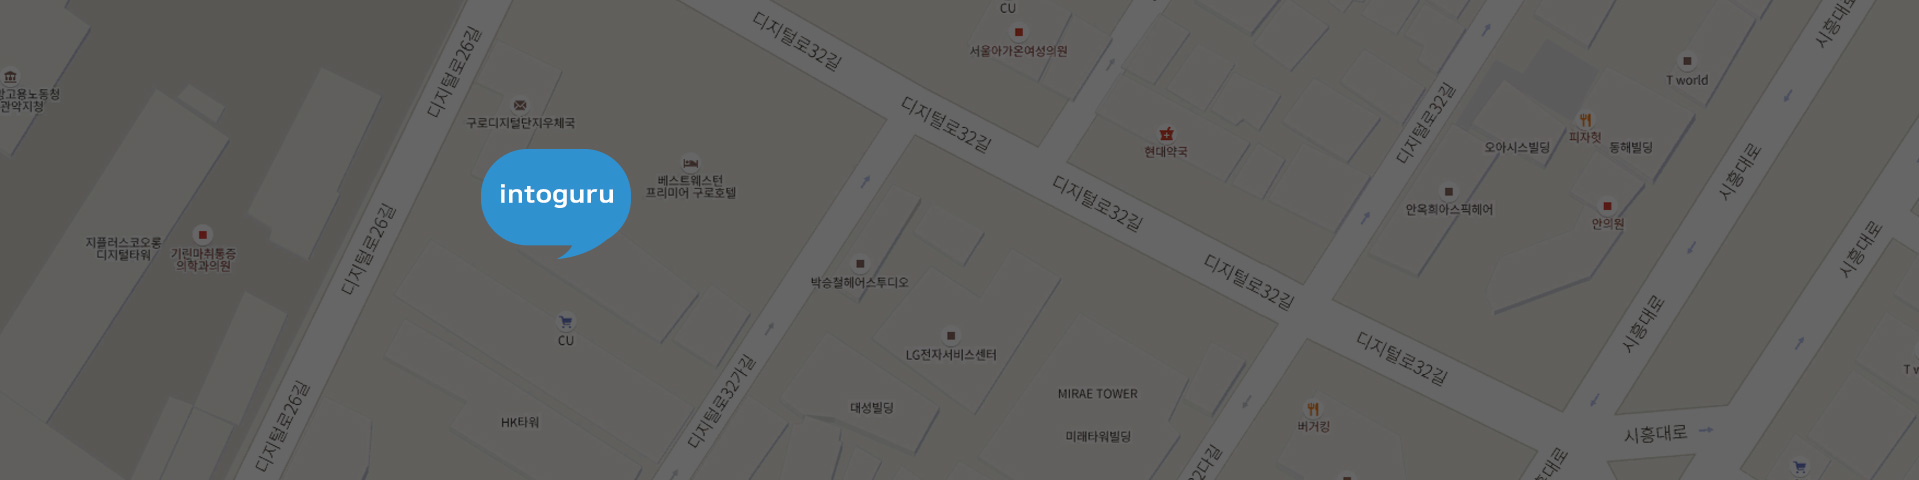 CU
서울아가온여성의원
디지털로32길
디지털로26길
T world
고용노동청
관악지청
구로디지털단지우체국
디지털로32길
디지털로32길
시흥대로
피자헛
오아시스빌딩
동해빌딩
현대약국
시흥대로
베스트웨스턴
프리미어 구로호텔
intoguru
디지털로32길
안옥희아스픽헤어
안의원
지플러스코오롱
디지털타워
기린마취통증
의학과의원
디지털로26길
시흥대로
박승철헤어스투디오
디지털로32길
CU
시흥대로
LG전자서비스센터
디지털로32길
디지털로32가길
MIRAE TOWER
대성빌딩
HK타워
미래타워빌딩
버거킹
시흥대로
디지털로26길
32다길
흥대로